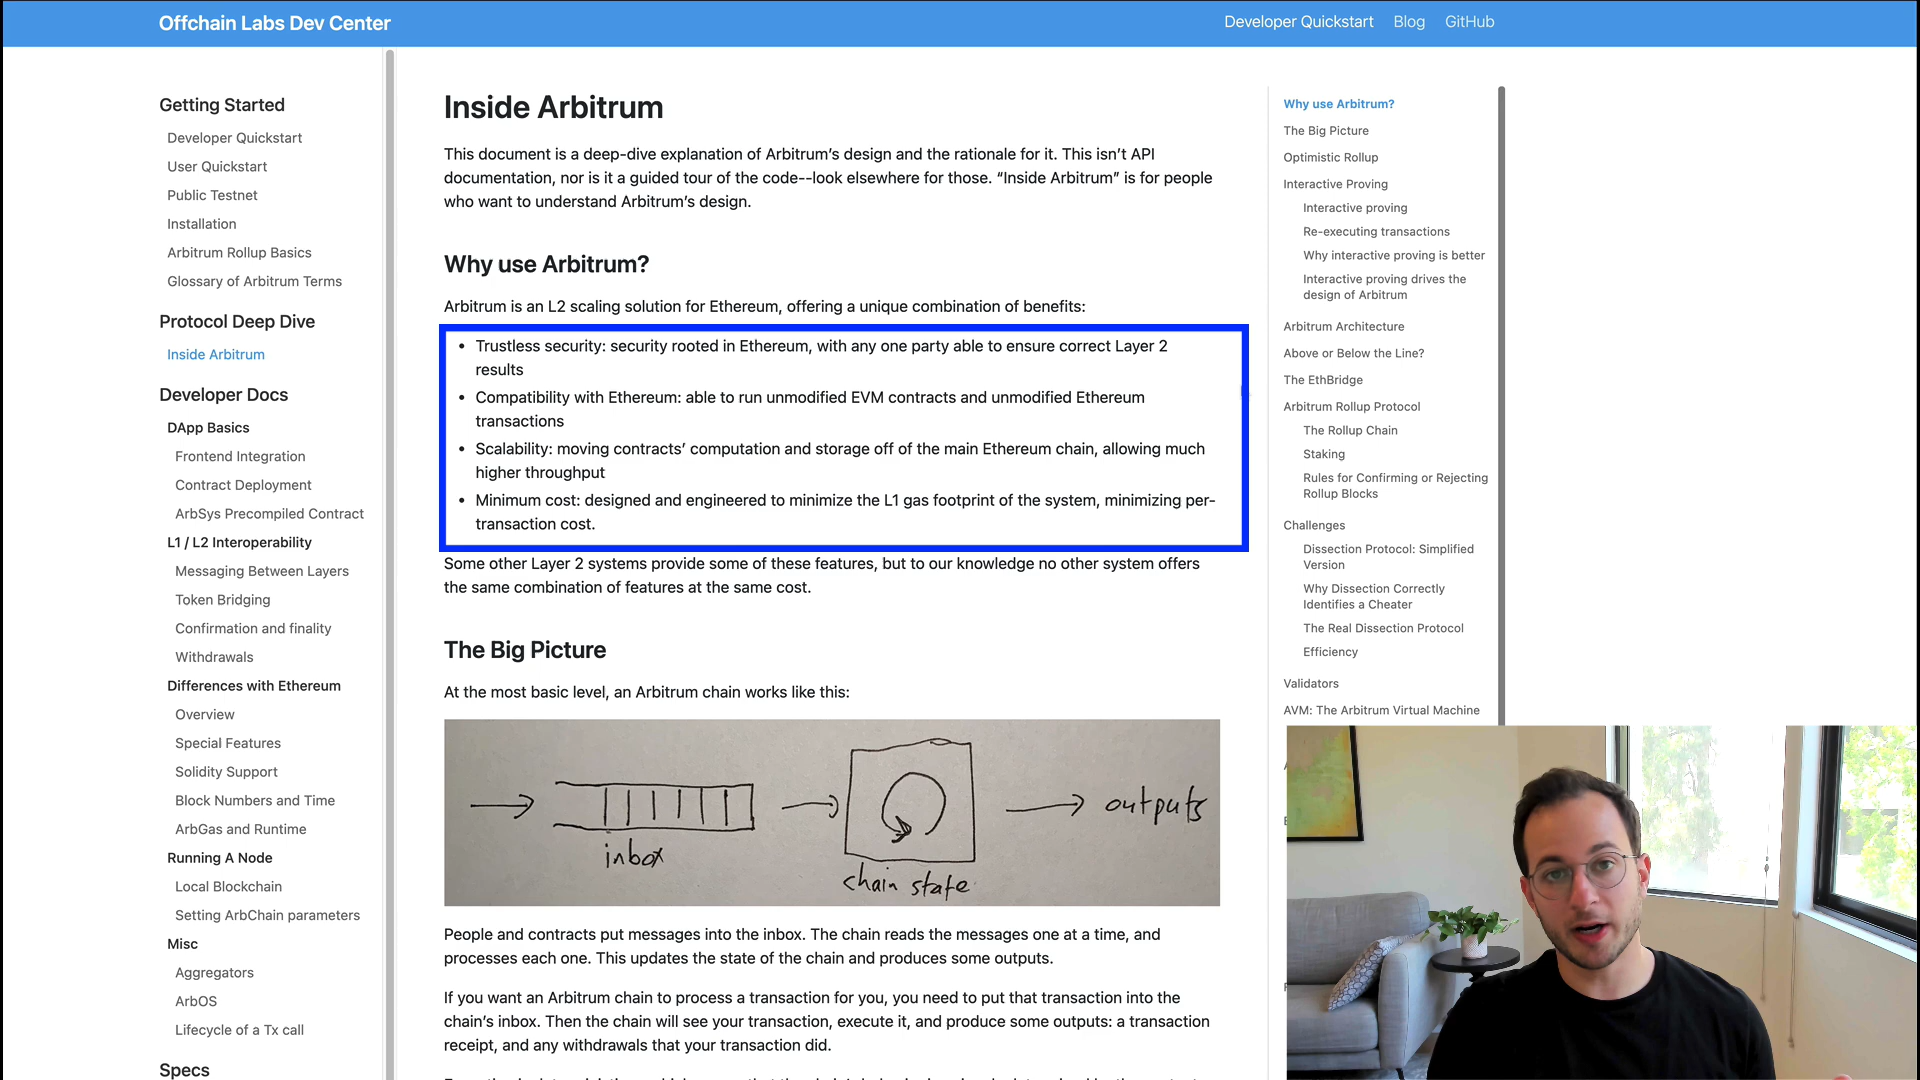 Offchain Labs Dev Center
Developer Quickstart
Blog
GitHub
Getting Started
Developer Quickstart
User Quickstart
Public Testnet
Installation
Arbitrum Rollup Basics
Glossary of Arbitrum Terms
Protocol Deep Dive
Inside Arbitrum
Developer Docs
DApp Basics
Frontend Integration
Contract Deployment
ArbSys Precompiled Contract
L1 / L2 Interoperability
Messaging Between Layers
Token Bridging
Confirmation and finality
Withdrawals
Differences with Ethereum
Overview
Special Features
Solidity Support
Block Numbers and Time
ArbGas and Runtime
Running A Node
Local Blockchain
Setting ArbChain parameters
Misc
Aggregators
ArbOS
Lifecycle of a Tx call
Specs
Inside Arbitrum
This document is a deep-dive explanation of Arbitrum’s design and the rationale for it. This isn’t API
documentation, nor is it a guided tour of the code--look elsewhere for those. “Inside Arbitrum” is for people
who want to understand Arbitrum’s design.
Why use Arbitrum?
Arbitrum is an L2 scaling solution for Ethereum, offering a unique combination of benefits:
• Trustless security: security rooted in Ethereum, with any one party able to ensure correct Layer 2
results
• Compatibility with Ethereum: able to run unmodified EVM contracts and unmodified Ethereum
transactions
• Scalability: moving contracts’ computation and storage off of the main Ethereum chain, allowing much
higher throughput
• Minimum cost: designed and engineered to minimize the L1 gas footprint of the system, minimizing per-
transaction cost.
Some other Layer 2 systems provide some of these features, but to our knowledge no other system offers
the same combination of features at the same cost.
The Big Picture
At the most basic level, an Arbitrum chain works like this:
inbox
chain state
outputs
People and contracts put messages into the inbox. The chain reads the messages one at a time, and
processes each one. This updates the state of the chain and produces some outputs.
If you want an Arbitrum chain to process a transaction for you, you need to put that transaction into the
chain’s inbox. Then the chain will see your transaction, execute it, and produce some outputs: a transaction
receipt, and any withdrawals that your transaction did.
Why use Arbitrum?
The Big Picture
Optimistic Rollup
Interactive Proving
Interactive proving
Re-executing transactions
Why interactive proving is better
Interactive proving drives the
design of Arbitrum
Arbitrum Architecture
Above or Below the Line?
The EthBridge
Arbitrum Rollup Protocol
The Rollup Chain
Staking
Rules for Confirming or Rejecting
Rollup Blocks
Challenges
Dissection Protocol: Simplified
Version
Why Dissection Correctly
Identifies a Cheater
The Real Dissection Protocol
Efficiency
Validators
AVM: The Arbitrum Virtual Machine